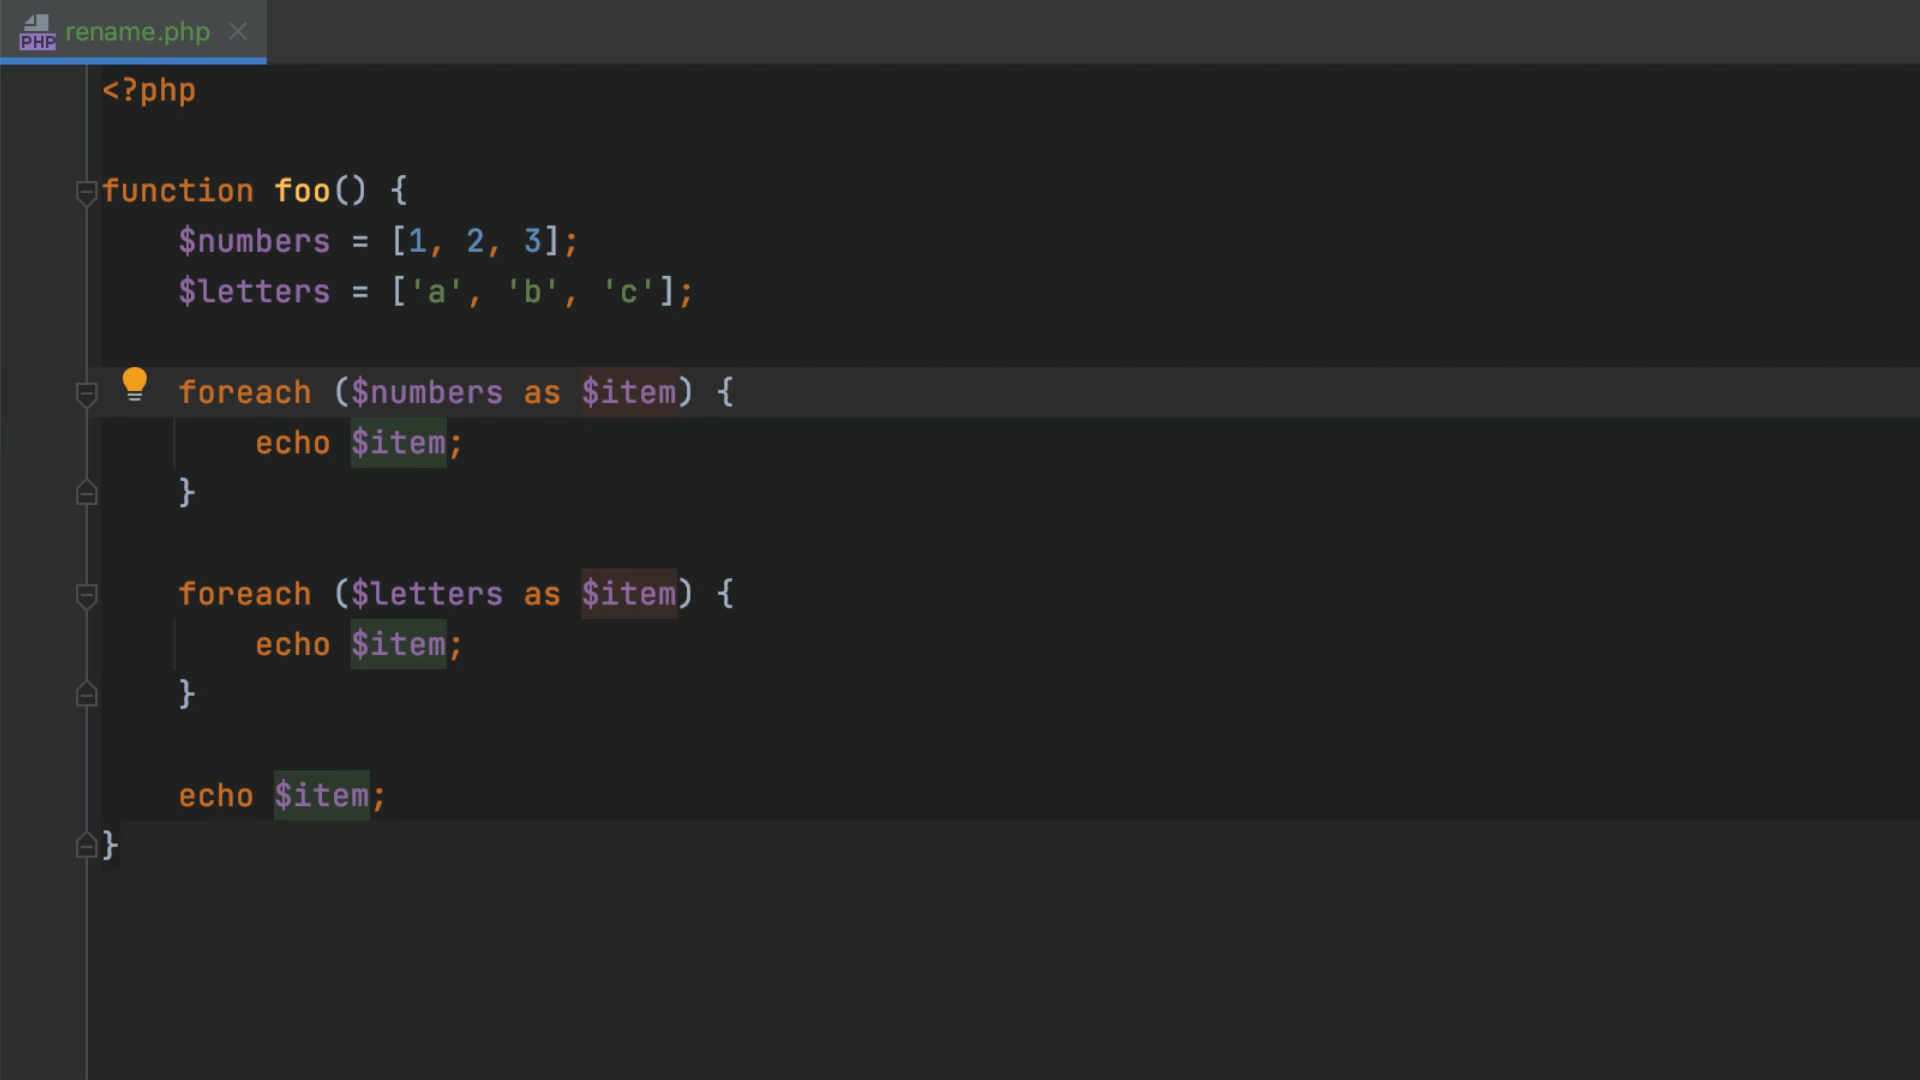 PHP rename.php
<?php
function foo() {
    $numbers = [1, 2, 3];
    $letters = ['a', 'b', 'c'];
    foreach ($numbers as $item) {
        echo $item;
    }
    foreach ($letters as $item) {
        echo $item;
    }
    echo $item;
}